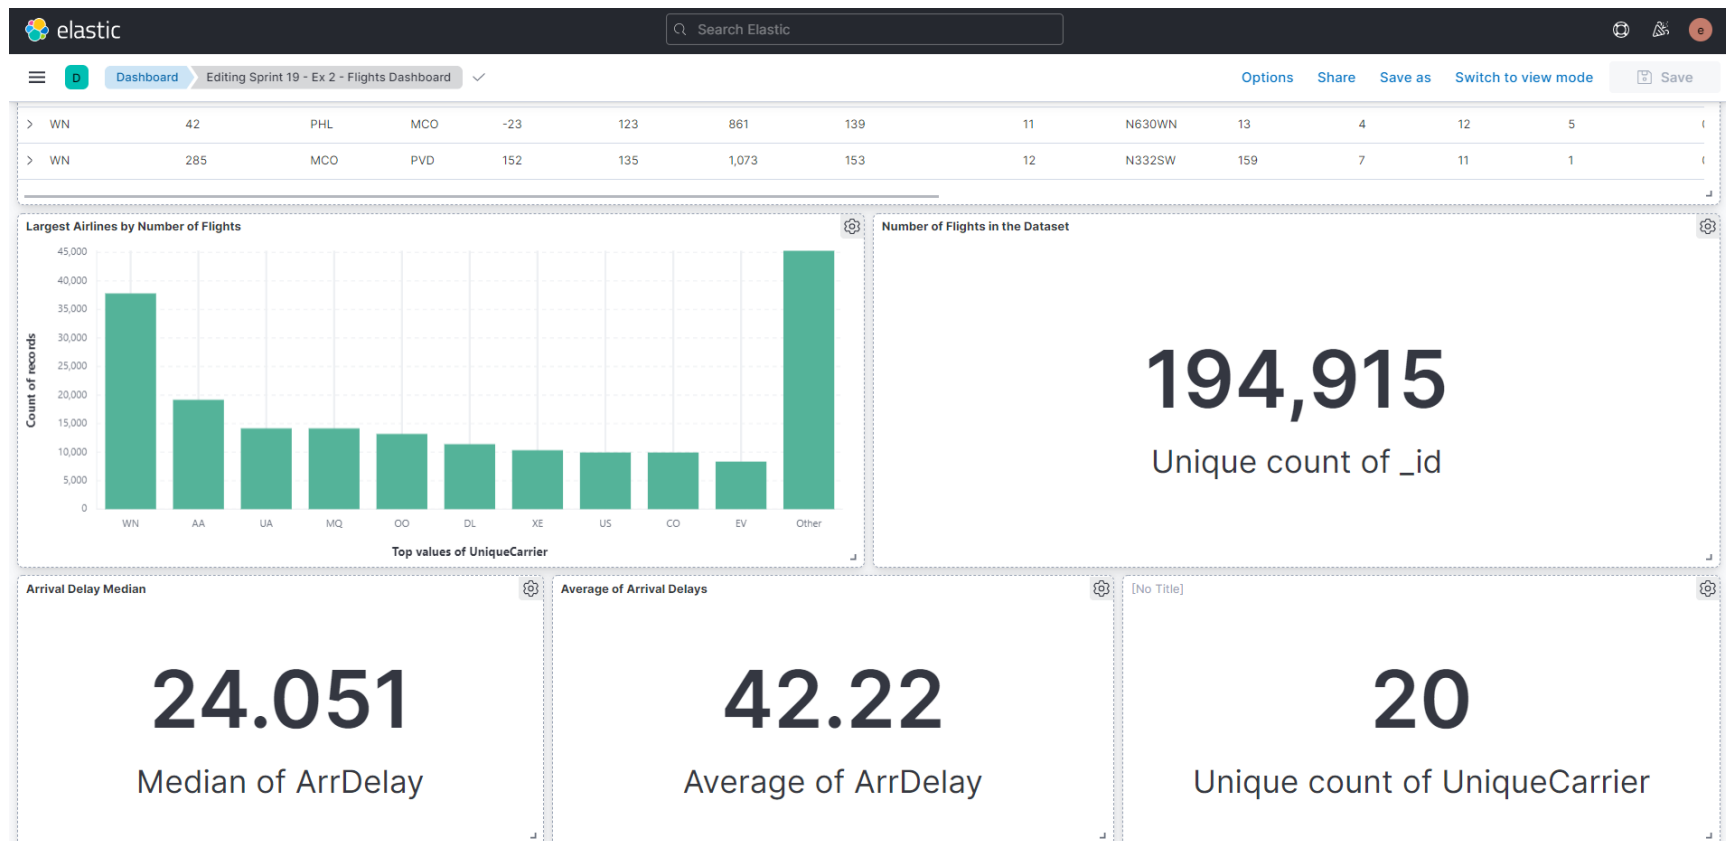 elastic
Search Elastic
e
D
Dashboard
Editing Sprint 19 - Ex 2 - Flights Dashboard
Options
Share
Save as
Switch to view mode
Save
WN 42 PHL MCO -23 123 861 139 11 N630WN 13 4 12 5
WN 285 MCO PVD 152 135 1,073 153 12 N332SW 159 7 11 1
Largest Airlines by Number of Flights
45,000
40,000
35,000
30,000
25,000
20,000
15,000
10,000
5,000
0
Count of records
WN AA UA MQ OO DL XE US CO EV Other
Top values of UniqueCarrier
Number of Flights in the Dataset
194,915
Unique count of _id
Arrival Delay Median
24.051
Median of ArrDelay
Average of Arrival Delays
42.22
Average of ArrDelay
[No Title]
20
Unique count of UniqueCarrier